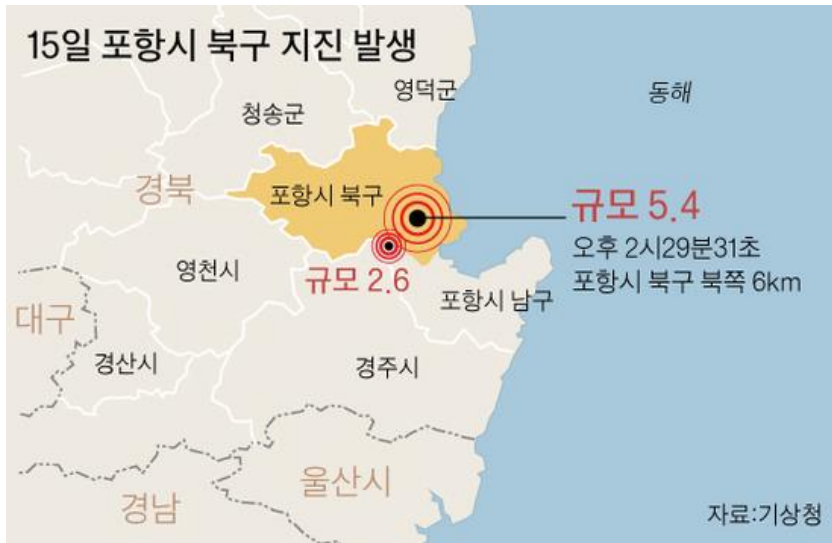 15일 포항시 북구 지진 발생
영덕군
동해
청송군
경북
포항시 북구
규모 5.4
오후 2시29분31초
포항시 북구 북쪽 6km
영천시
규모 2.6
포항시 남구
대구
경산시
경주시
울산시
경남
자료:기상청